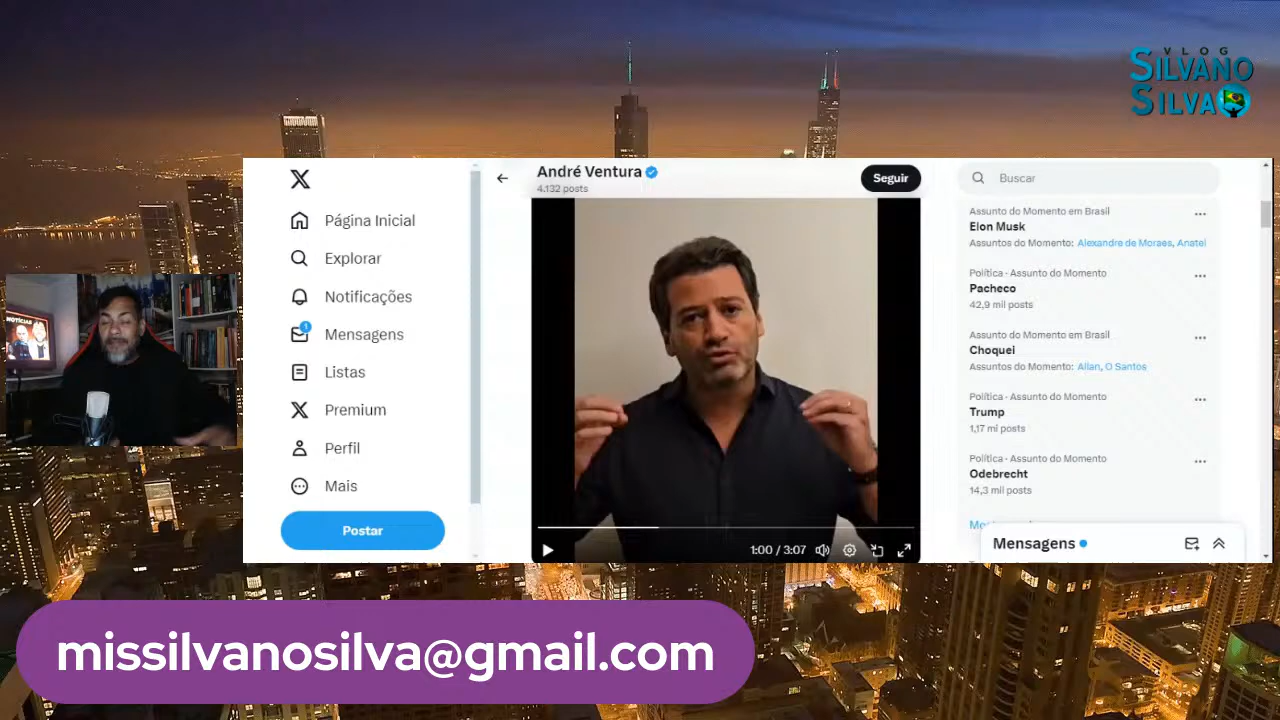 VLOG
SILVANO
SILVA
NOTÍCIAS
Página Inicial
Explorar
Notificações
1
Mensagens
Listas
Premium
Perfil
Mais
Postar
André Ventura
4.132 posts
Seguir
1:00 / 3:07
Buscar
Assunto do Momento em Brasil
Elon Musk
Assuntos do Momento: Alexandre de Moraes, Anatel
Política · Assunto do Momento
Pacheco
42,9 mil posts
Assunto do Momento em Brasil
Choquei
Assuntos do Momento: Allan, O Santos
Política · Assunto do Momento
Trump
1,17 mi posts
Política · Assunto do Momento
Odebrecht
14,3 mil posts
Mensagens
missilvanosilva@gmail.com